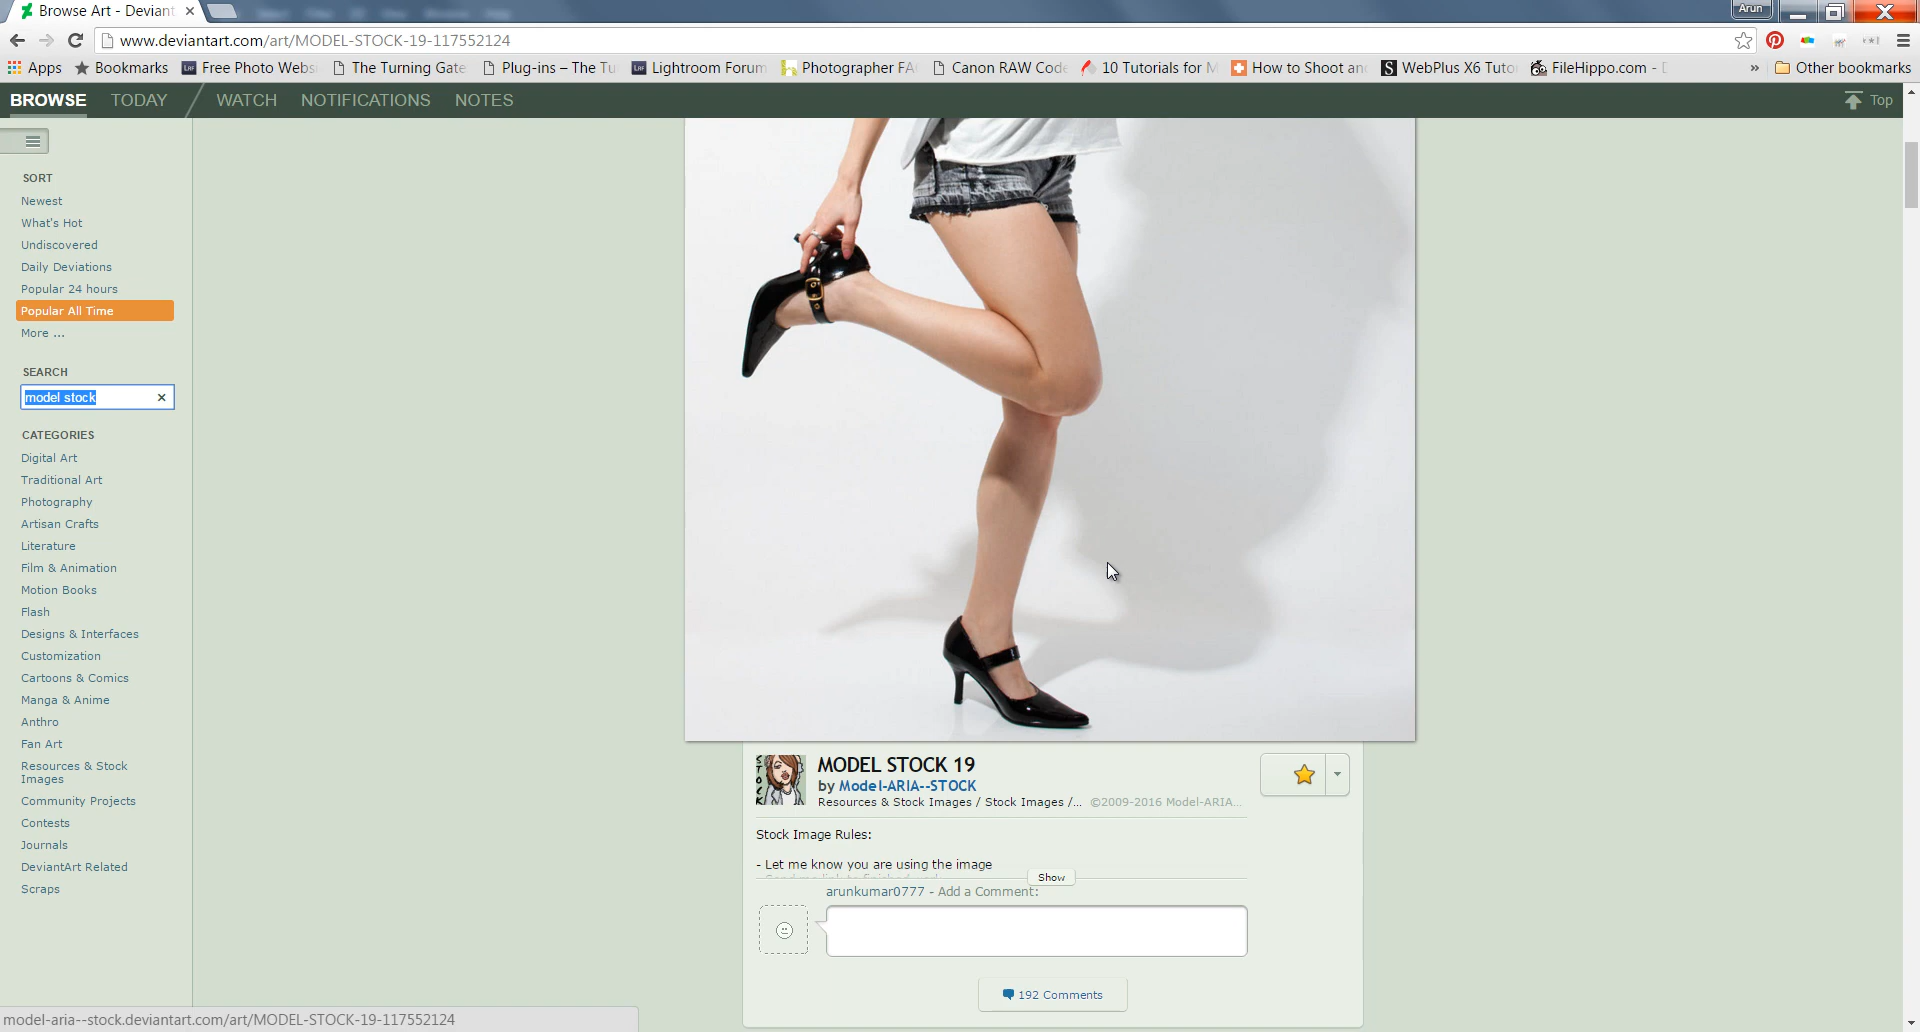 Browse Art - Deviant
Arun
www.deviantart.com/art/MODEL-STOCK-19-117552124
Apps
Bookmarks
Free Photo Webs
The Turning Gate
Plug-ins – The Tu
Lightroom Forum
Photographer FA
Canon RAW Code
10 Tutorials for M
How to Shoot an
WebPlus X6 Tuto
FileHippo.com - D
»
Other bookmarks
BROWSE
TODAY
WATCH
NOTIFICATIONS
NOTES
Top
SORT
Newest
What's Hot
Undiscovered
Daily Deviations
Popular 24 hours
Popular All Time
More ...
SEARCH
model stock
CATEGORIES
Digital Art
Traditional Art
Photography
Artisan Crafts
Literature
Film & Animation
Motion Books
Flash
Designs & Interfaces
Customization
Cartoons & Comics
Manga & Anime
Anthro
Fan Art
Resources & Stock
Images
Community Projects
Contests
Journals
DeviantArt Related
Scraps
STOCK
MODEL STOCK 19
by Model-ARIA--STOCK
Resources & Stock Images / Stock Images /... ©2009-2016 Model-ARIA...
Stock Image Rules:
- Let me know you are using the image
Show
arunkumar0777 - Add a Comment:
192 Comments
model-aria--stock.deviantart.com/art/MODEL-STOCK-19-117552124